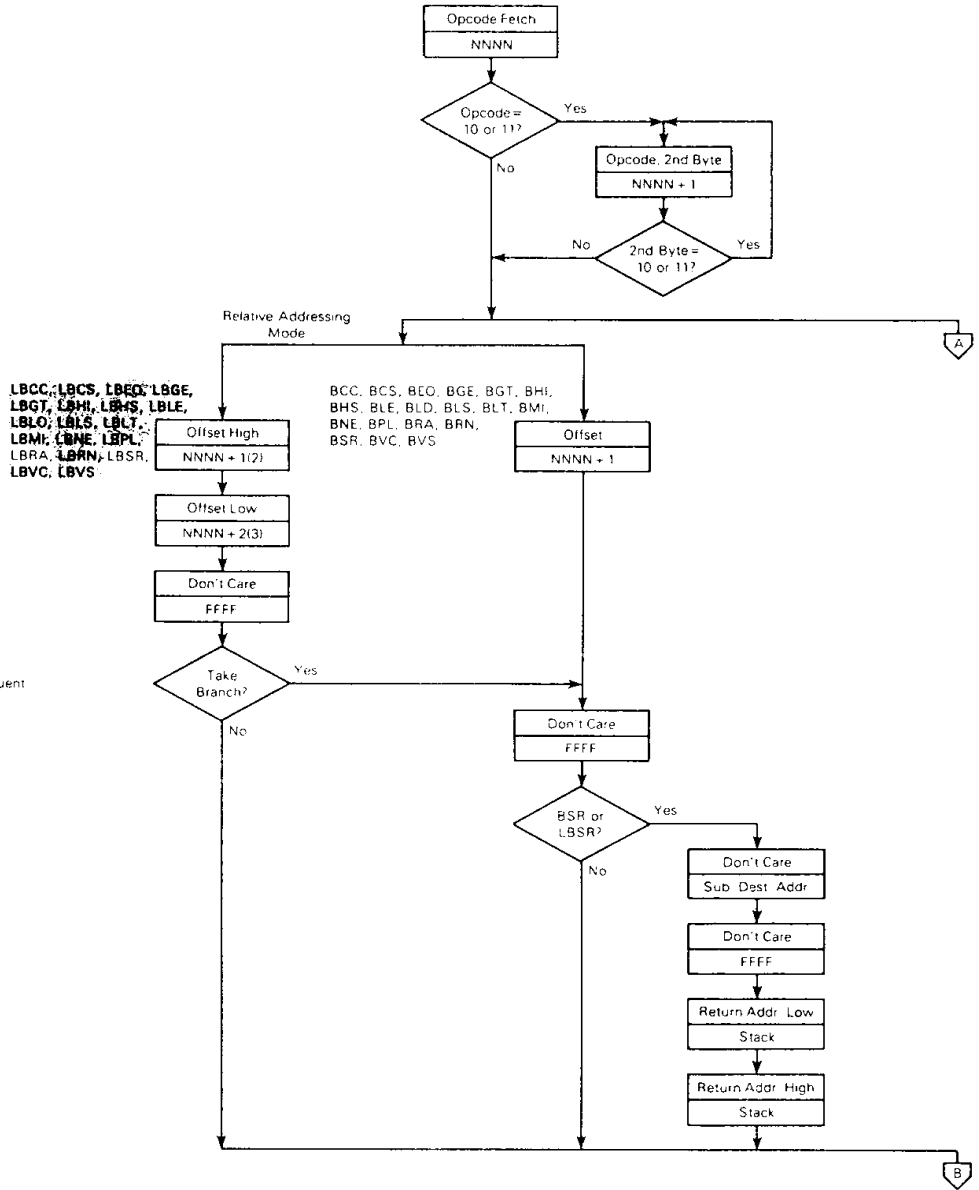 Opcode Fetch
NNNN
Opcode =
10 or 11?
Yes
No
Opcode, 2nd Byte
NNNN + 1
2nd Byte =
10 or 11?
No
Yes
Relative Addressing
Mode
A
LBCC, LBCS, LBEQ, LBGE,
LBGT, LBHI, LBHS, LBLE,
LBLO, LBLS, LBLT,
LBMI, LBNE, LBPL,
LBRA, LBRN, LBSR,
LBVC, LBVS
BCC, BCS, BEQ, BGE, BGT, BHI,
BHS, BLE, BLO, BLS, BLT, BMI,
BNE, BPL, BRA, BRN,
BSR, BVC, BVS
Offset High
NNNN + 1(2)
Offset
NNNN + 1
Offset Low
NNNN + 2(3)
Don't Care
FFFF
uent
Take
Branch?
Yes
No
Don't Care
FFFF
BSR or
LBSR?
Yes
No
Don't Care
Sub Dest Addr
Don't Care
FFFF
Return Addr Low
Stack
Return Addr High
Stack
B